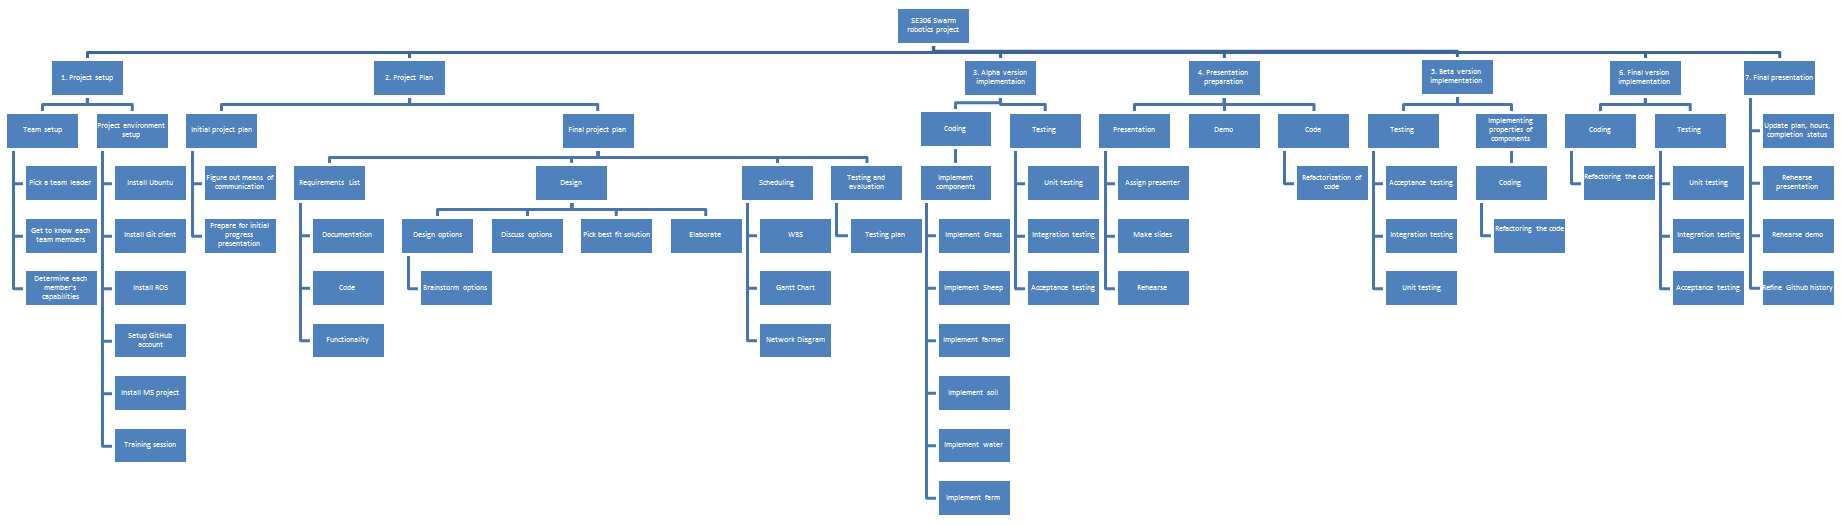 SE306 Swarm
robotics project
1. Project setup
2. Project Plan
3. Alpha version
implementaion
4. Presentation
preparation
5. Beta version
implementation
6. Final version
implementation
7. Final presentation
Team setup
Project environment
setup
Initial project plan
Final project plan
Coding
Testing
Presentation
Demo
Code
Testing
Implementing
properties of
components
Coding
Testing
Update plan, hours,
completion status
Pick a team leader
Install Ubuntu
Figure out means of
communication
Requirements List
Design
Scheduling
Testing and
evaluation
Implement
components
Unit testing
Assign presenter
Refactorization of
code
Acceptance testing
Coding
Refactoring the code
Unit testing
Rehearse
presentation
Get to know each
team members
Install Git client
Prepare for initial
progress
presentation
Documentation
Design options
Discuss options
Pick best fit solution
Elaborate
WBS
Testing plan
Implement Grass
Integration testing
Make slides
Integration testing
Refactoring the code
Integration testing
Rehearse demo
Determine each
member's
capabilities
Install ROS
Code
Brainstorm options
Gantt Chart
Implement Sheep
Acceptance testing
Rehearse
Unit testing
Acceptance testing
Refine Github history
Setup GitHub
account
Functionality
Network Diagram
Implement farmer
Install MS project
Implement soil
Training session
Implement water
Implement farm